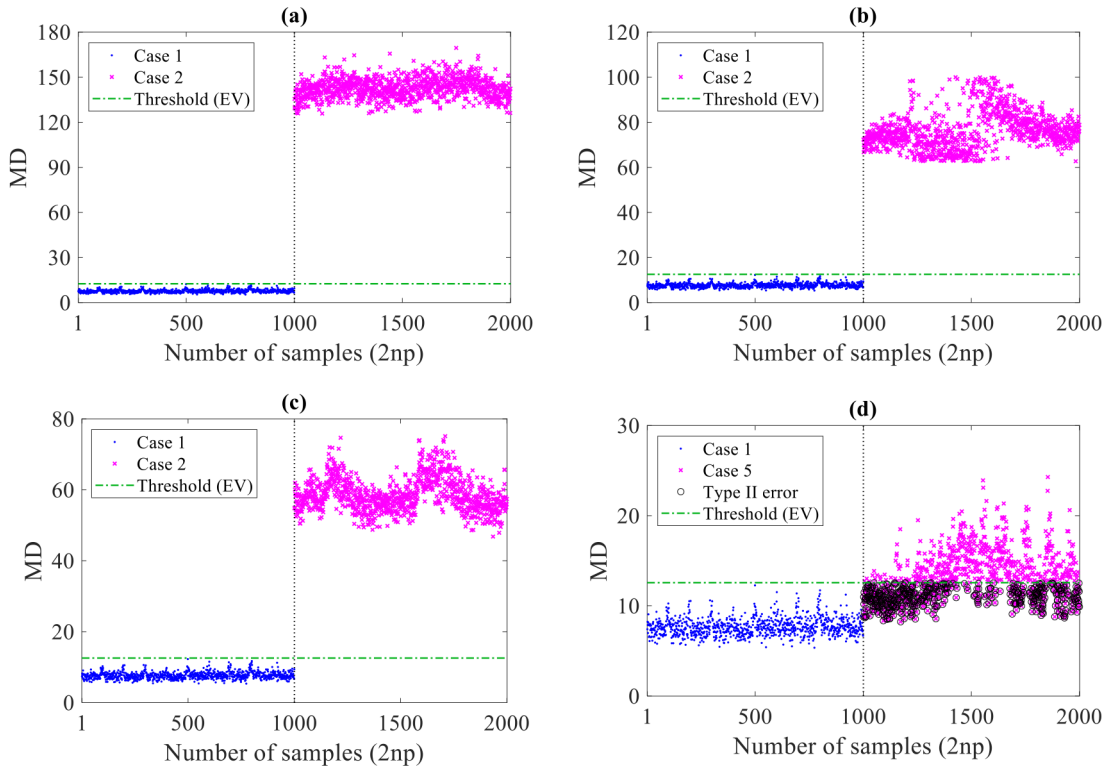 (a)
180
150
120
90
60
30
0
MD
Case 1
Case 2
Threshold (EV)
1 500 1000 1500 2000
Number of samples (2np)
(b)
120
100
80
60
40
20
0
MD
Case 1
Case 2
Threshold (EV)
1 500 1000 1500 2000
Number of samples (2np)
(c)
80
60
40
20
0
MD
Case 1
Case 2
Threshold (EV)
1 500 1000 1500 2000
Number of samples (2np)
(d)
30
20
10
0
MD
Case 1
Case 5
Type II error
Threshold (EV)
1 500 1000 1500 2000
Number of samples (2np)